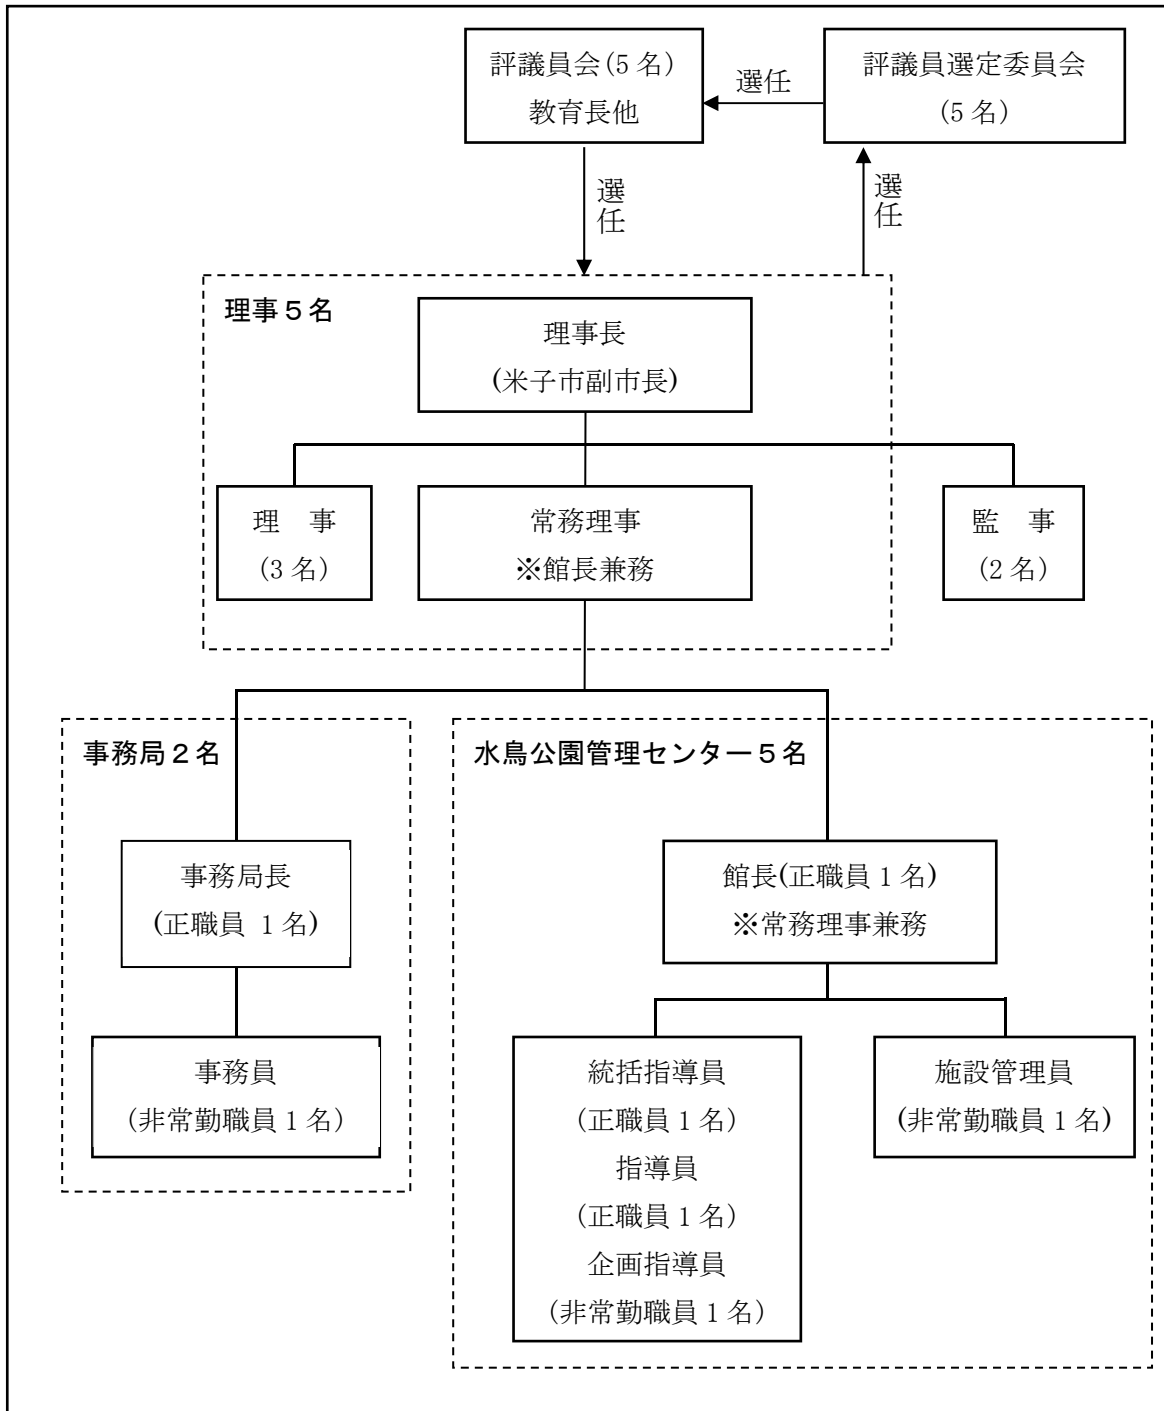 評議員会(5 名)
教育長他
選任
評議員選定委員会
(5 名)
選任
選任
理事５名
理事長
(米子市副市長)
理　事
(3 名)
常務理事
※館長兼務
監　事
(2 名)
事務局２名
事務局長
(正職員 1 名)
事務員
(非常勤職員 1 名)
水鳥公園管理センター５名
館長(正職員 1 名)
※常務理事兼務
統括指導員
(正職員 1 名)
指導員
(正職員 1 名)
企画指導員
(非常勤職員 1 名)
施設管理員
(非常勤職員 1 名)